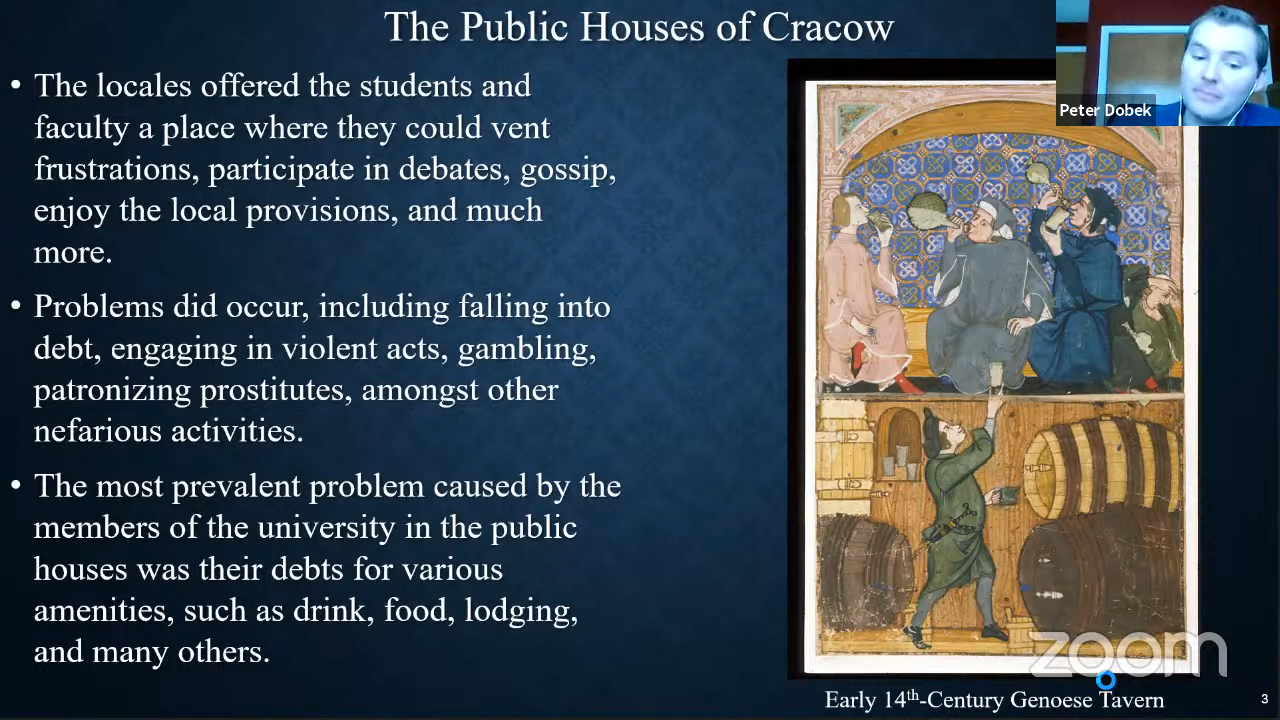 The Public Houses of Cracow
Peter Dobek
• The locales offered the students and
faculty a place where they could vent
frustrations, participate in debates, gossip,
enjoy the local provisions, and much
more.
• Problems did occur, including falling into
debt, engaging in violent acts, gambling,
patronizing prostitutes, amongst other
nefarious activities.
• The most prevalent problem caused by the
members of the university in the public
houses was their debts for various
amenities, such as drink, food, lodging,
and many others.
zoom
Early 14th-Century Genoese Tavern
3